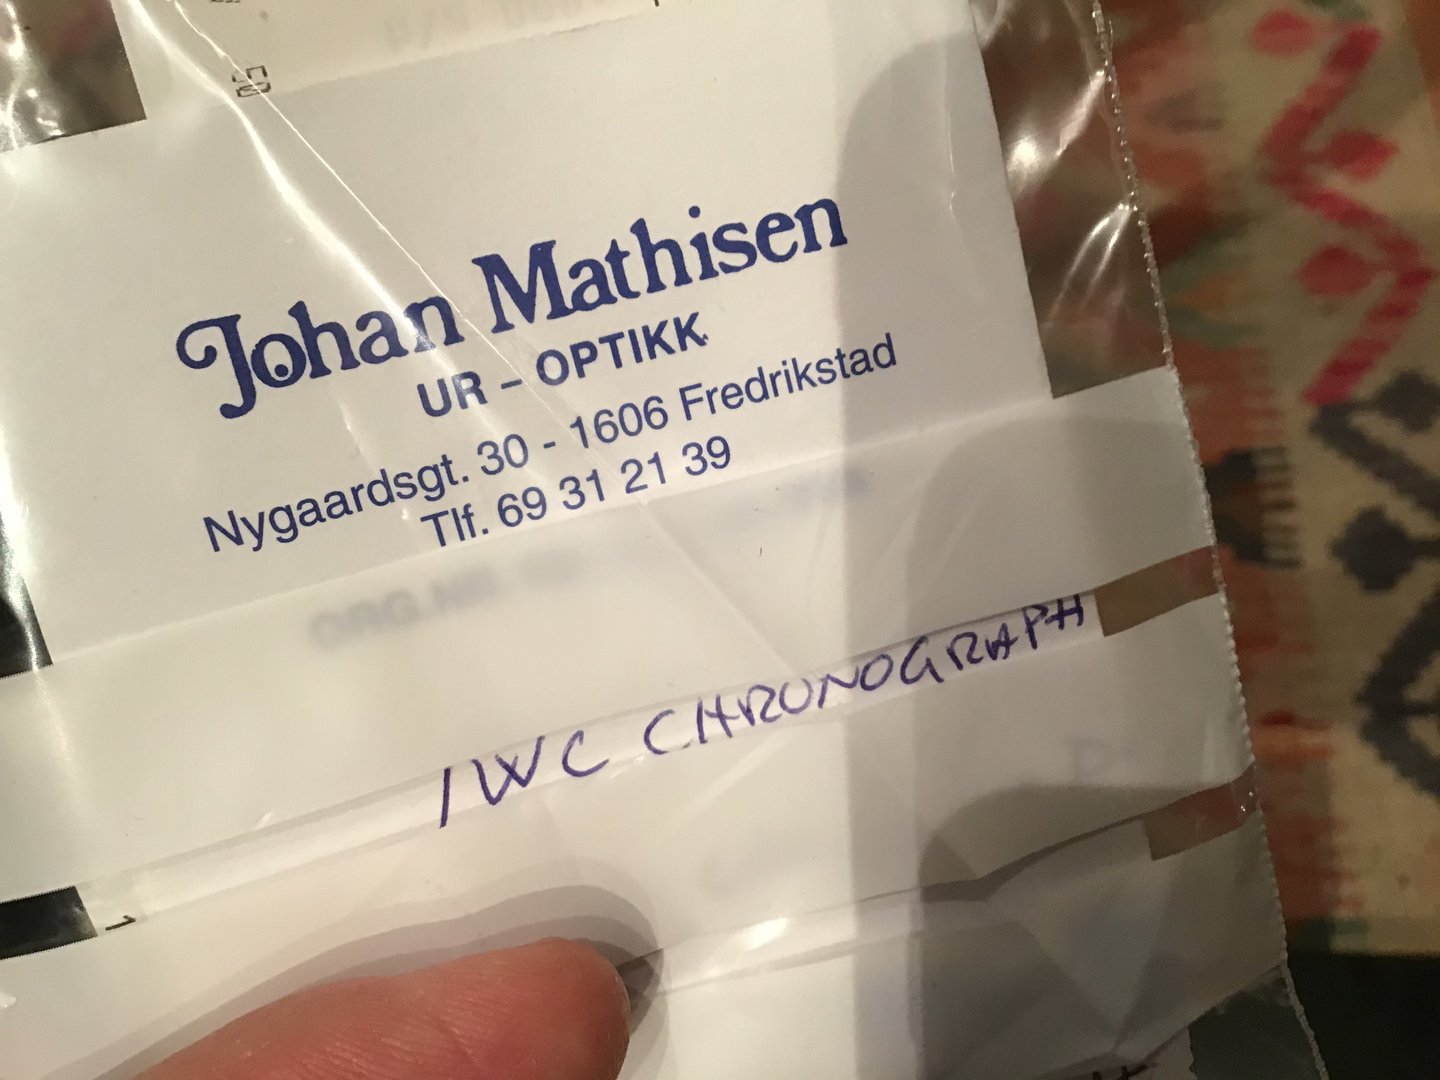 Johan Mathisen
UR – OPTIKK
Nygaardsgt. 30 - 1606 Fredrikstad
Tlf. 69 31 21 39
IWC CHRONOGRAPH